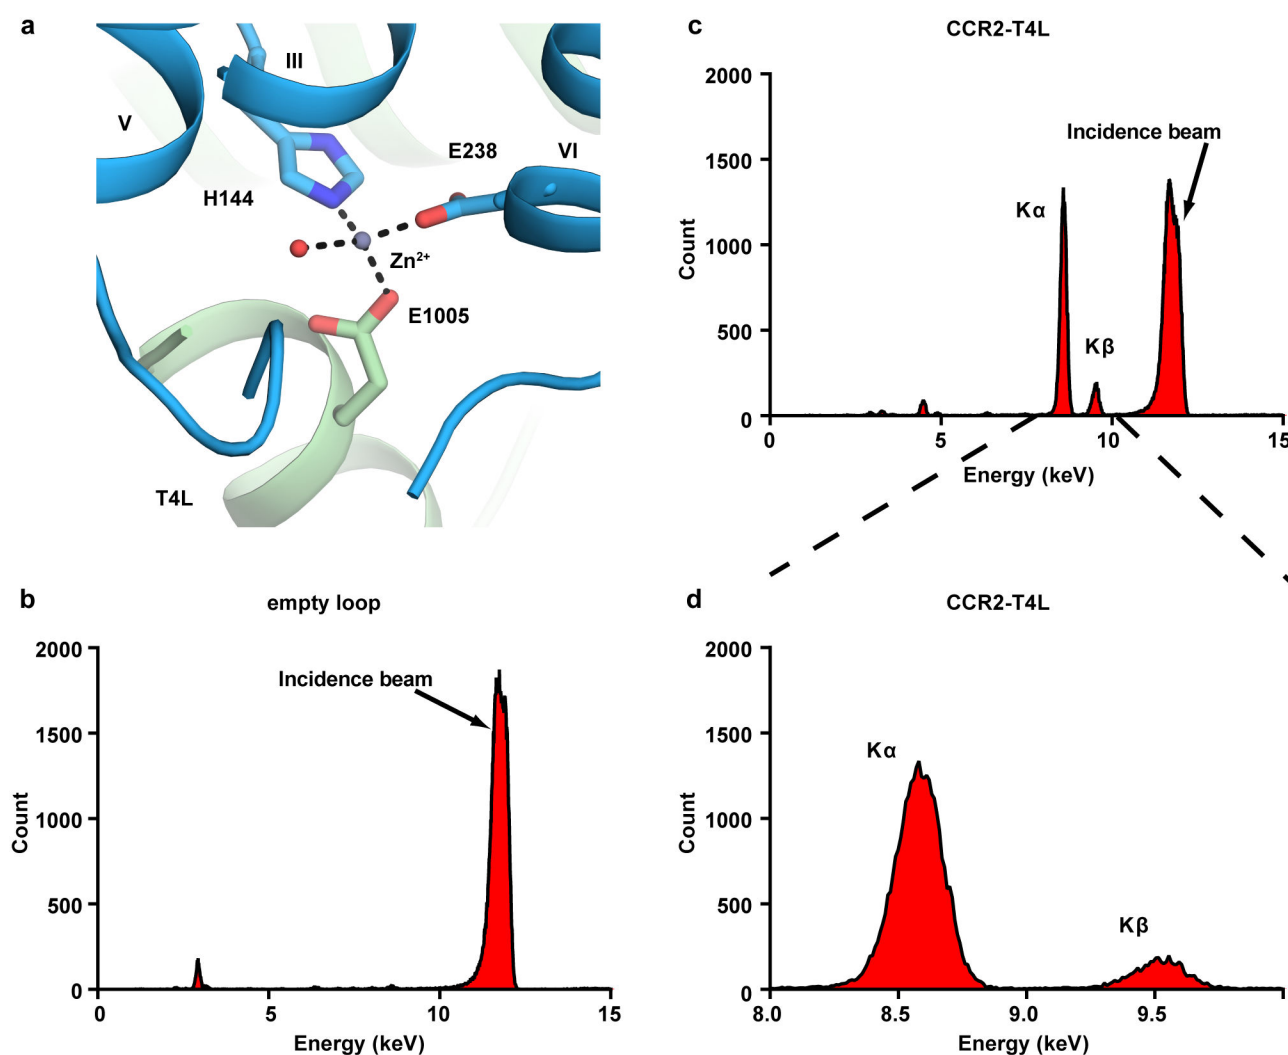 a
III
V
E238
VI
H144
Zn²⁺
E1005
T4L
b
empty loop
2000
Incidence beam
1500
Count
1000
500
0
0
5
10
15
Energy (keV)
c
CCR2-T4L
2000
Incidence beam
1500
Kα
Count
1000
Kβ
500
0
0
5
10
15
Energy (keV)
d
CCR2-T4L
2000
1500
Kα
Count
1000
Kβ
500
0
8.0
8.5
9.0
9.5
Energy (keV)